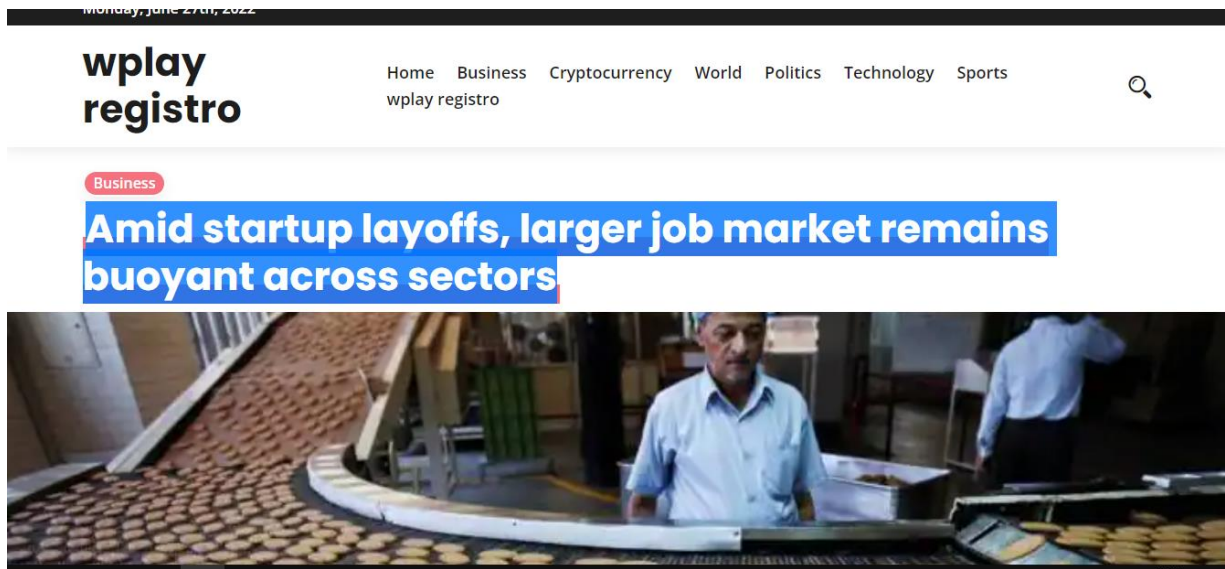 Monday, June 27th, 2022
wplay
registro
Home Business Cryptocurrency World Politics Technology Sports
wplay registro
Business
Amid startup layoffs, larger job market remains
buoyant across sectors